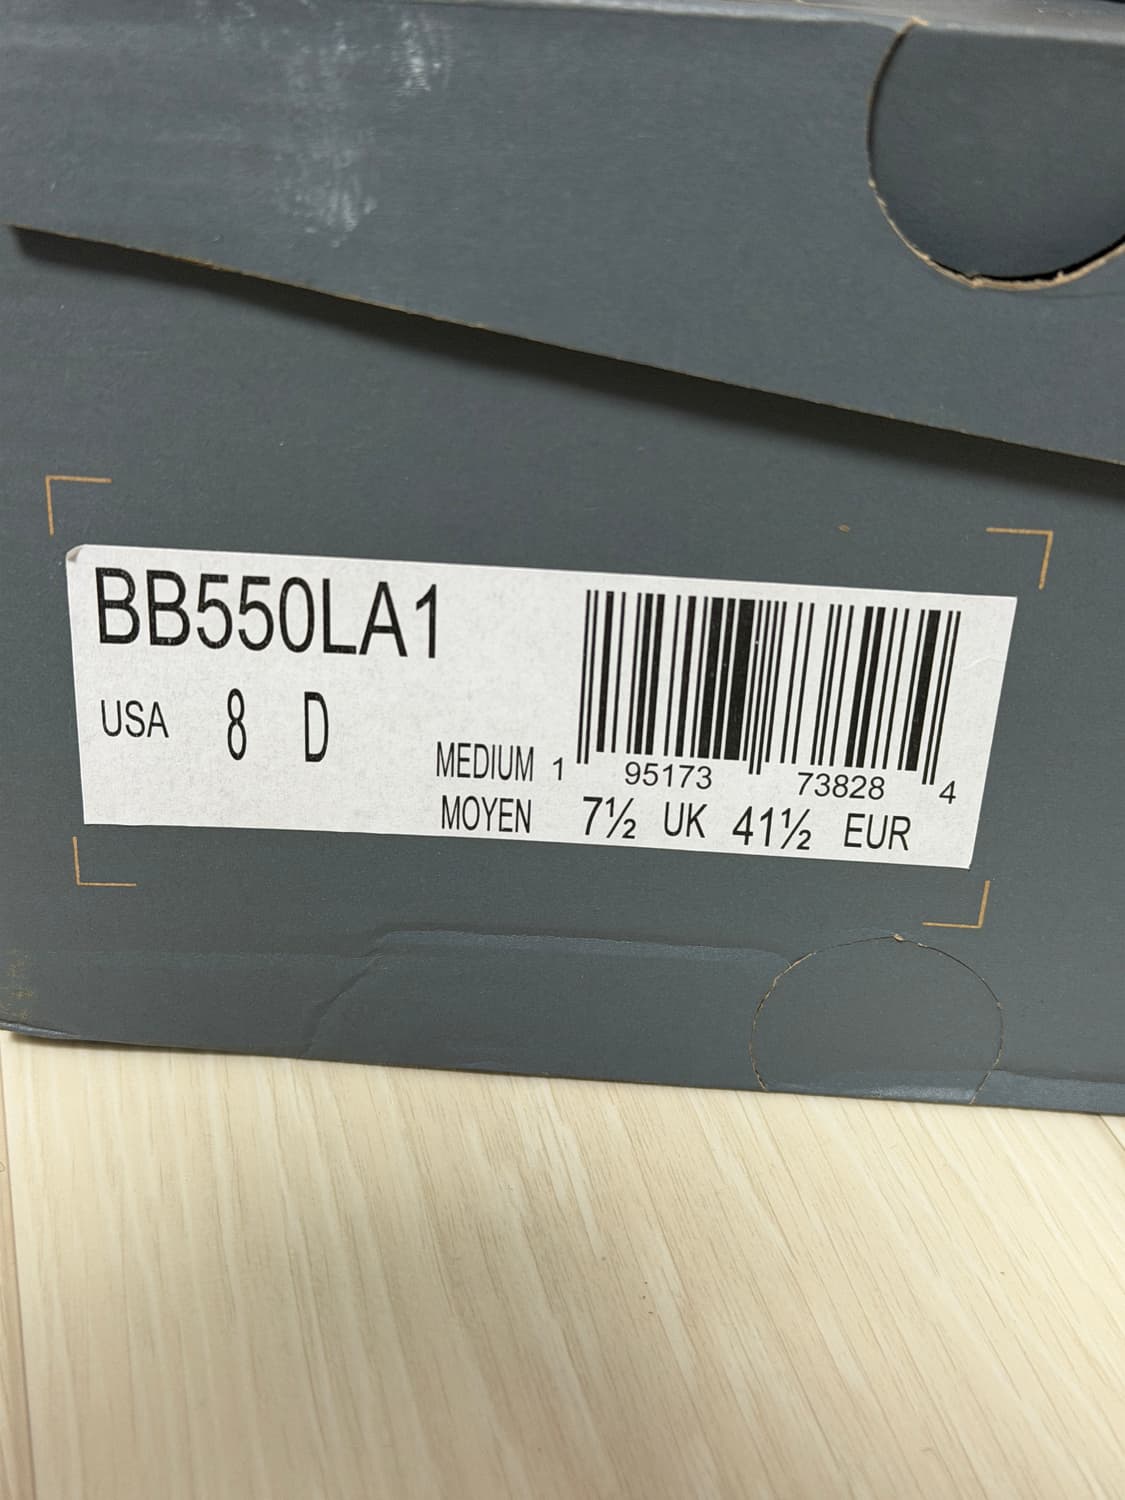 BB550LA1
USA 8 D
MEDIUM 1 95173 73828 4
MOYEN 7½ UK 41½ EUR